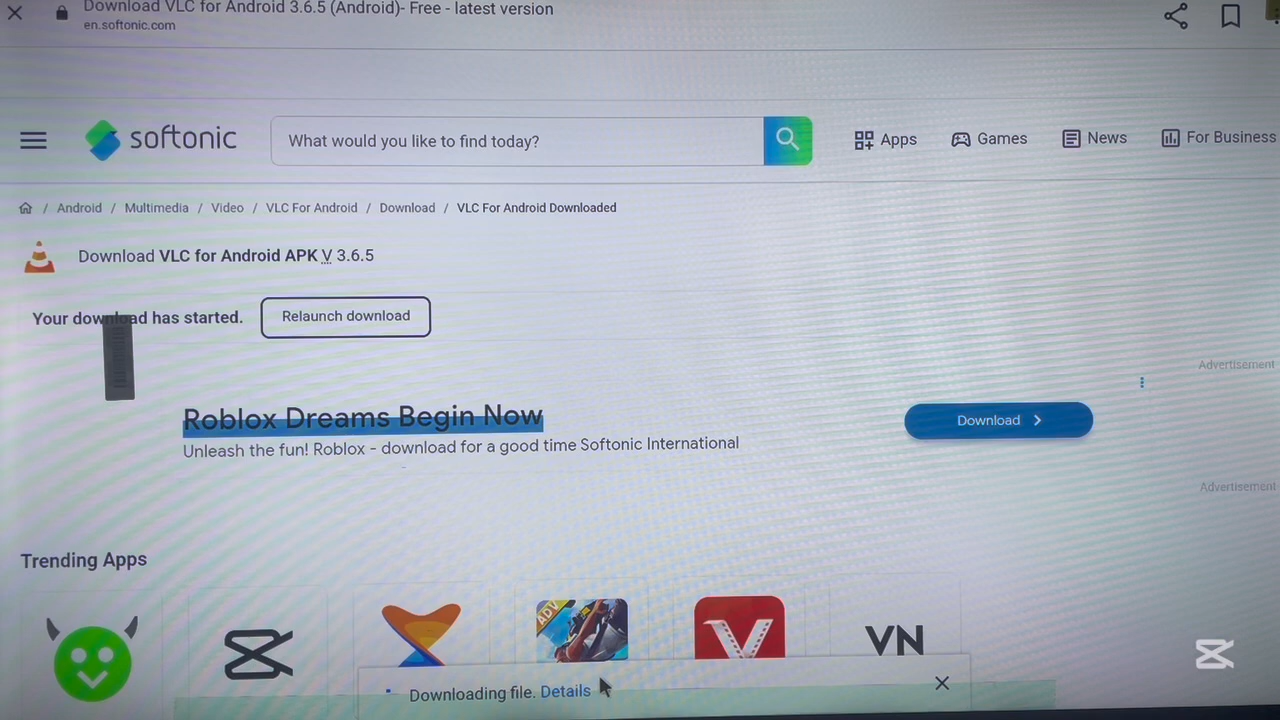 Download VLC for Android 3.6.5 (Android)- Free - latest version
en.softonic.com
softonic
What would you like to find today?
Apps
Games
News
For Business
/ Android / Multimedia / Video / VLC For Android / Download / VLC For Android Downloaded
Download VLC for Android APK V 3.6.5
Your download has started.
Relaunch download
Advertisement
Roblox Dreams Begin Now
Download
Unleash the fun! Roblox - download for a good time Softonic International
Advertisement
Trending Apps
ADV
VN
Downloading file. Details